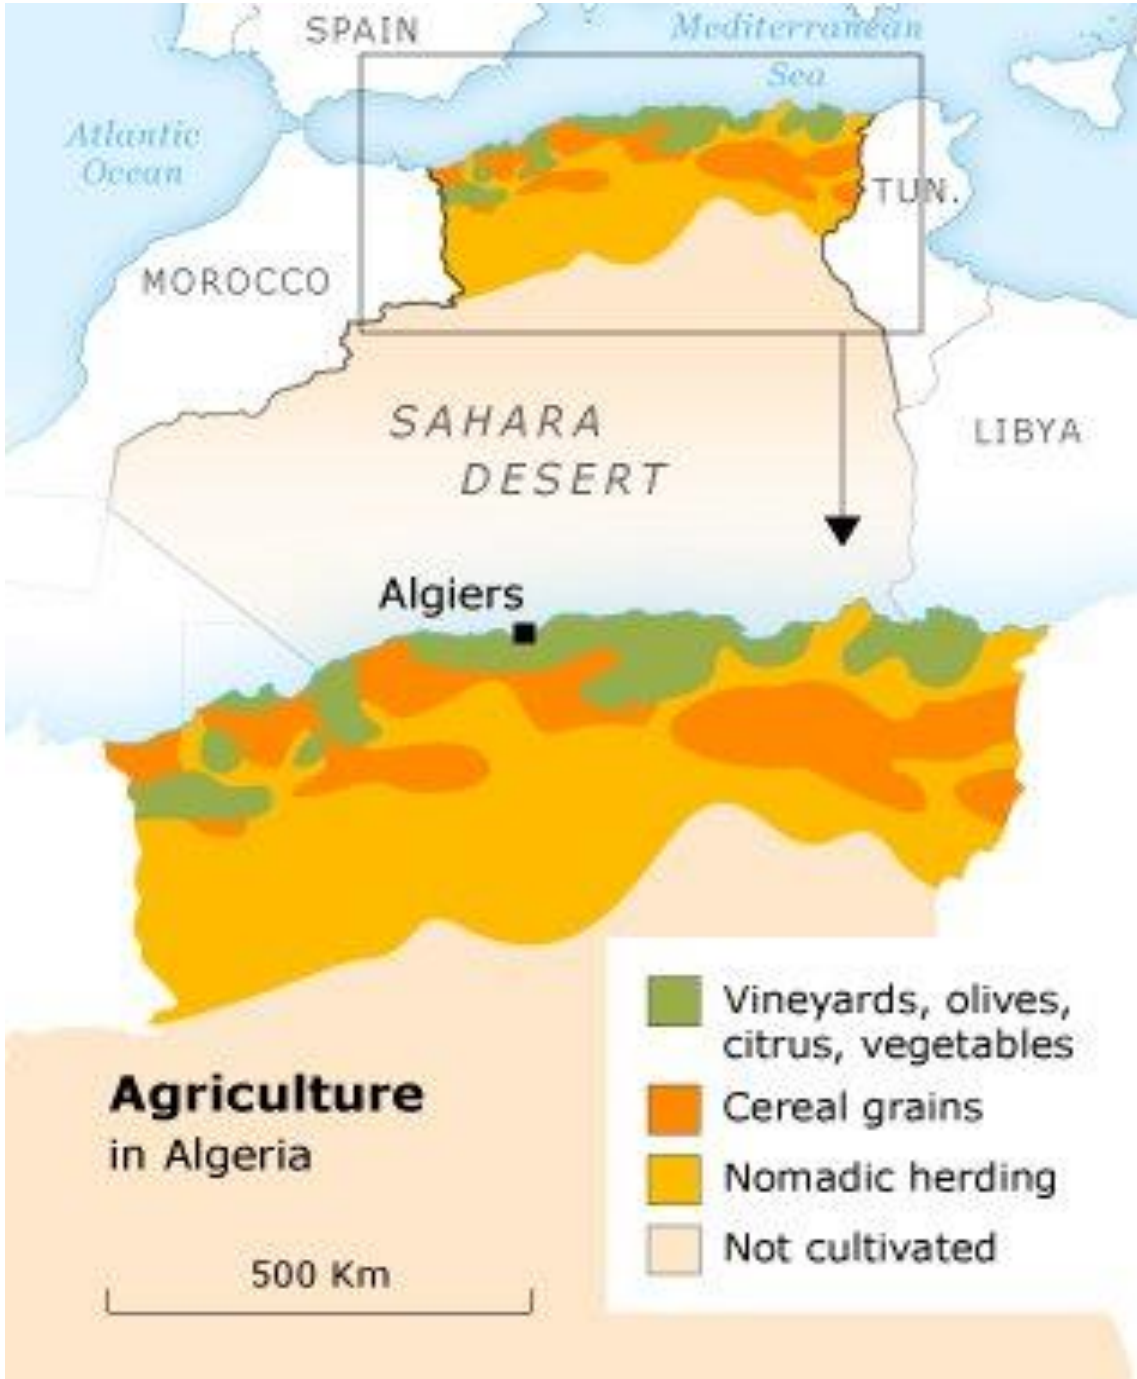 SPAIN
Mediterranean
Sea
Atlantic
Ocean
TUN.
MOROCCO
SAHARA
DESERT
LIBYA
Algiers
Vineyards, olives,
citrus, vegetables
Cereal grains
Nomadic herding
Not cultivated
Agriculture
in Algeria
500 Km